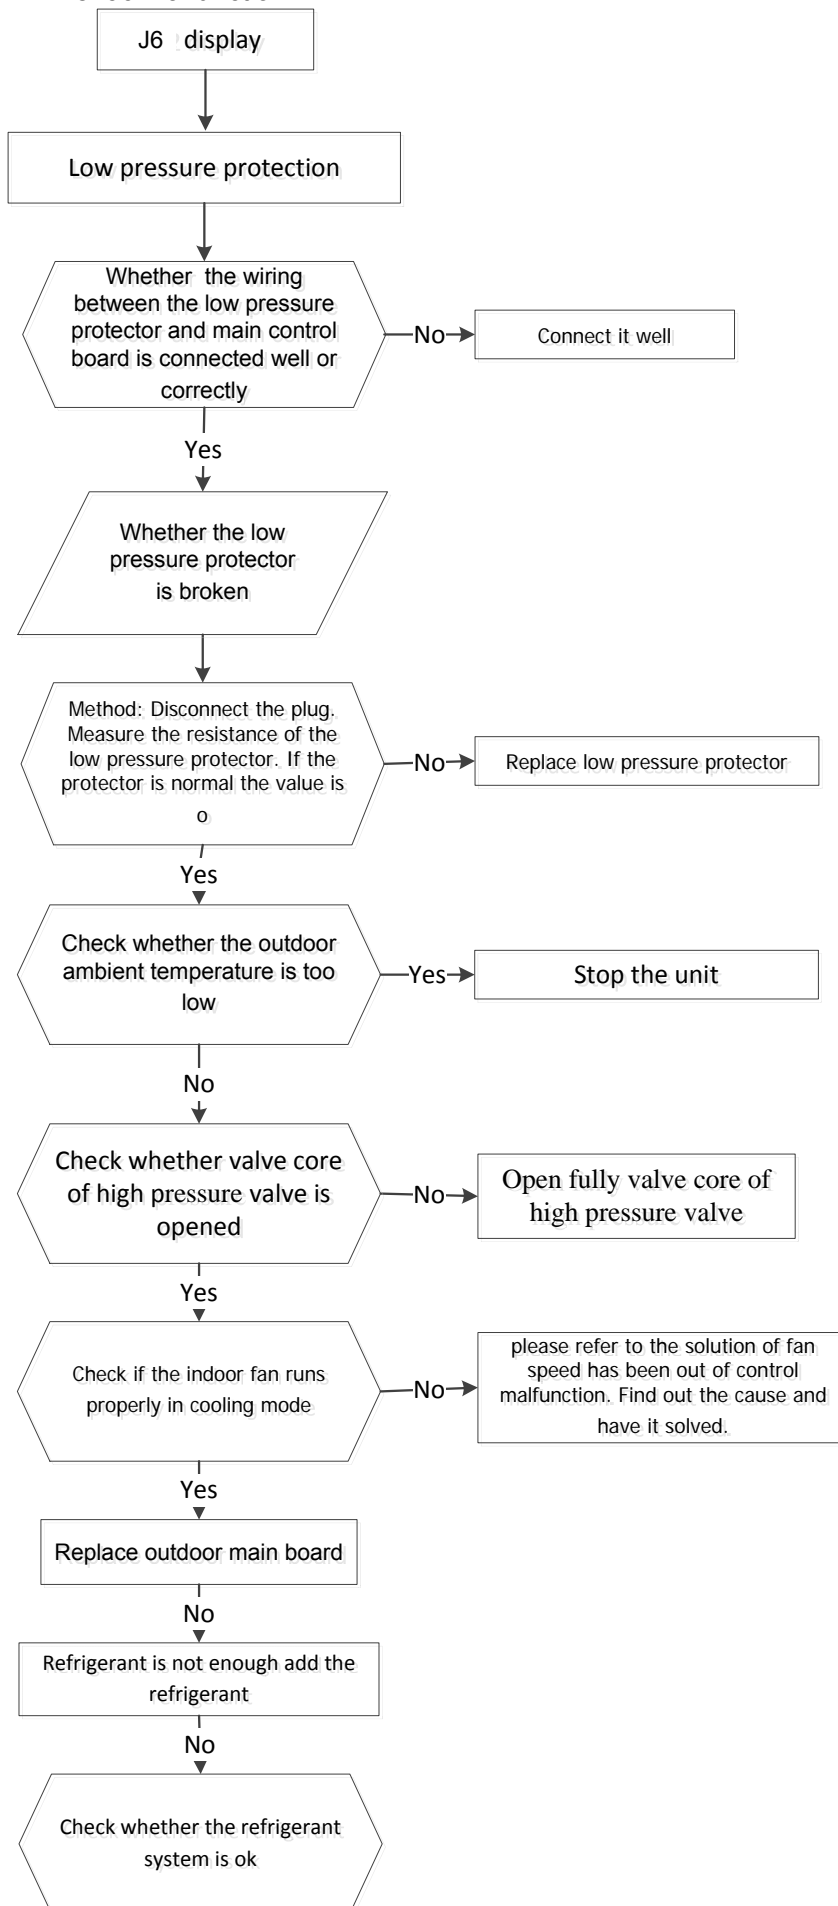 J6 display
Low pressure protection
Whether the wiring
between the low pressure
protector and main control
board is connected well or
correctly
No
Connect it well
Yes
Whether the low
pressure protector
is broken
Method: Disconnect the plug.
Measure the resistance of the
low pressure protector. If the
protector is normal the value is
o
No
Replace low pressure protector
Yes
Check whether the outdoor
ambient temperature is too
low
Yes
Stop the unit
No
Check whether valve core
of high pressure valve is
opened
No
Open fully valve core of
high pressure valve
Yes
Check if the indoor fan runs
properly in cooling mode
No
please refer to the solution of fan
speed has been out of control
malfunction. Find out the cause and
have it solved.
Yes
Replace outdoor main board
No
Refrigerant is not enough add the
refrigerant
No
Check whether the refrigerant
system is ok